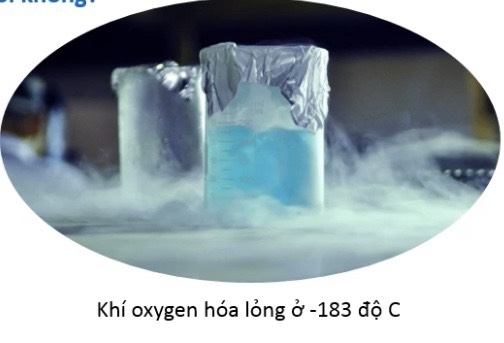 không?
Khí oxygen hóa lỏng ở -183 độ C